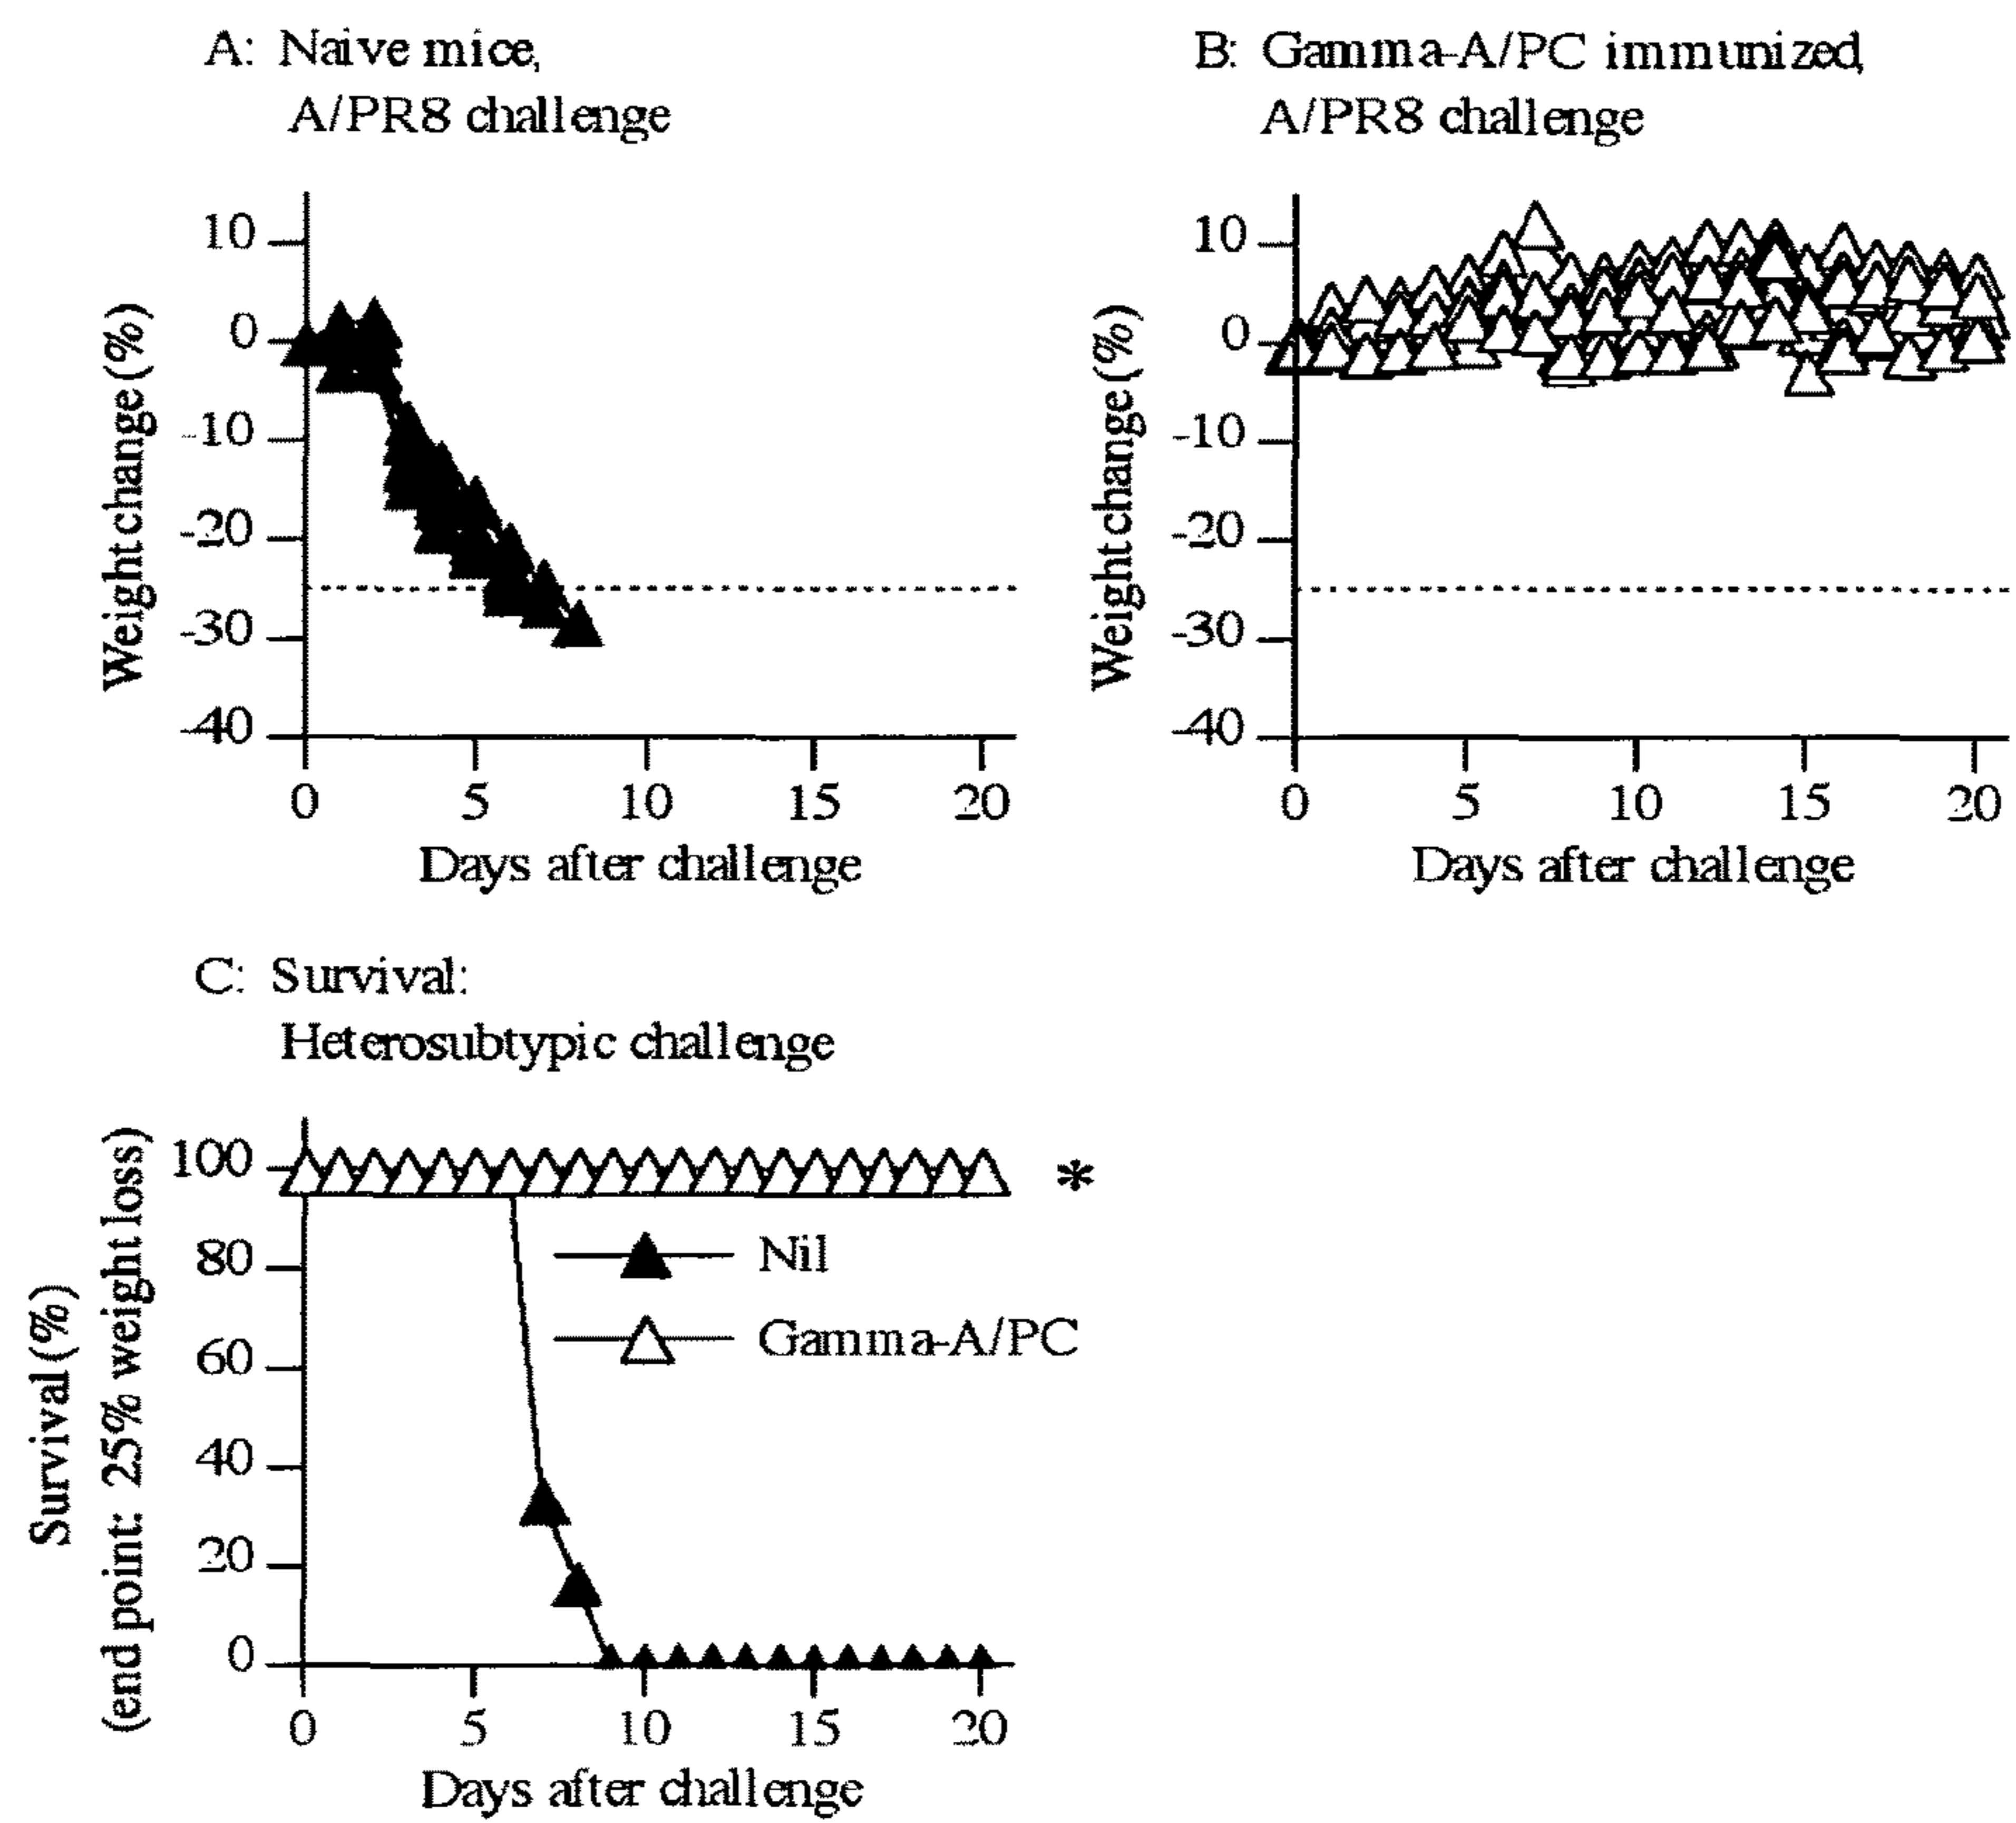 A: Naive mice,
A/PR8 challenge
Weight change (%)
10
0
-10
-20
-30
-40
0 5 10 15 20
Days after challenge
B: Gamma-A/PC immunized,
A/PR8 challenge
Weight change (%)
10
0
-10
-20
-30
-40
0 5 10 15 20
Days after challenge
C: Survival:
Heterosubtypic challenge
Survival (%)
(end point: 25% weight loss)
100
80
60
40
20
0
*
Nil
Gamma-A/PC
0 5 10 15 20
Days after challenge